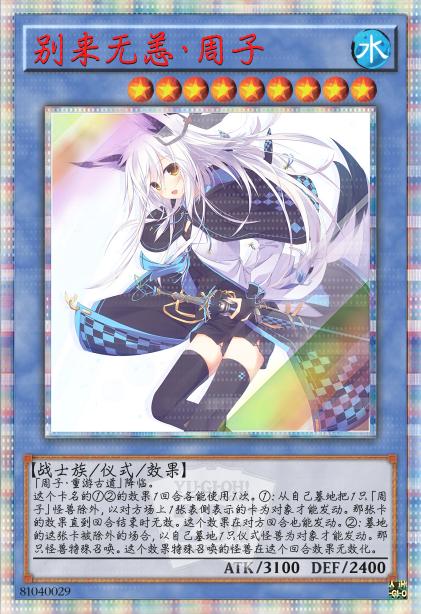 别来无恙·周子
水
【战士族/仪式/效果】
「周子·重游古道」降临。
这个卡名的①②的效果1回合各能使用1次。①：从自己墓地把1只「周
子」怪兽除外，以对方场上1张表侧表示的卡为对象才能发动。那张卡
的效果直到回合结束时无效。这个效果在对方回合也能发动。②：墓地
的这张卡被除外的场合，以自己墓地1只仪式怪兽为对象才能发动。那
只怪兽特殊召唤。这个效果特殊召唤的怪兽在这个回合效果无效化。
ATK/3100 DEF/2400
81040029